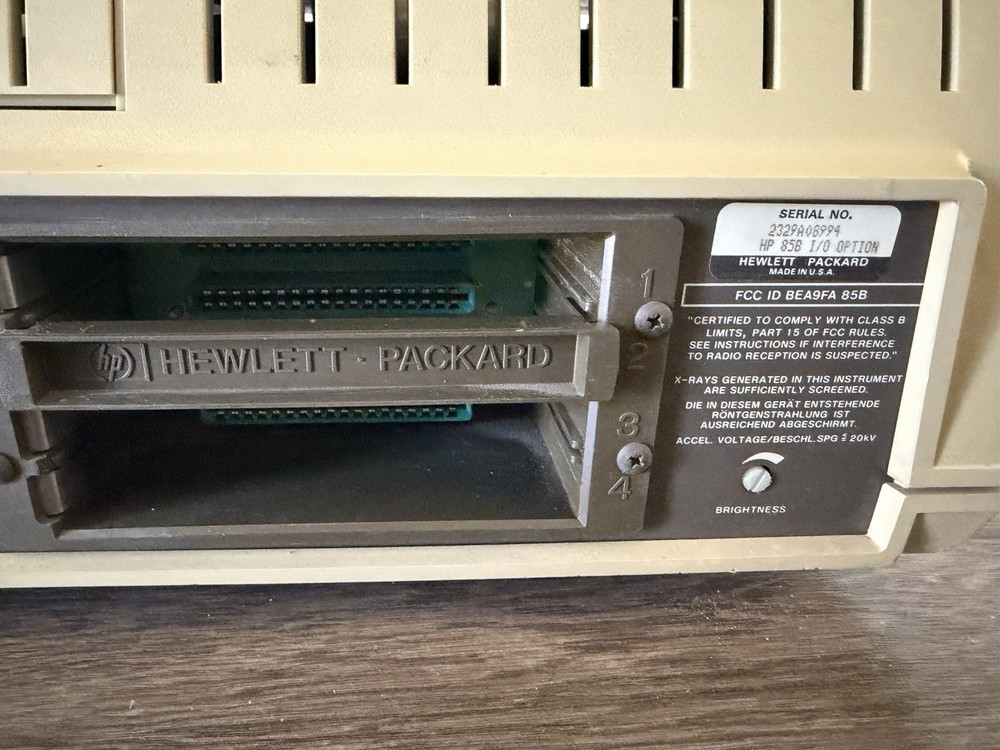 SERIAL NO.
2329A08994
HP 85B I/O OPTION
HEWLETT PACKARD
MADE IN U.S.A.
FCC ID BEA9FA 85B
"CERTIFIED TO COMPLY WITH CLASS B
LIMITS, PART 15 OF FCC RULES.
SEE INSTRUCTIONS IF INTERFERENCE
TO RADIO RECEPTION IS SUSPECTED."
X-RAYS GENERATED IN THIS INSTRUMENT
ARE SUFFICIENTLY SCREENED.
DIE IN DIESEM GERÄT ENTSTEHENDE
RÖNTGENSTRAHLUNG IST
AUSREICHEND ABGESCHIRMT.
ACCEL. VOLTAGE/BESCHL.SPG ≤ 20kV
BRIGHTNESS
1
2
hp HEWLETT · PACKARD
3
4